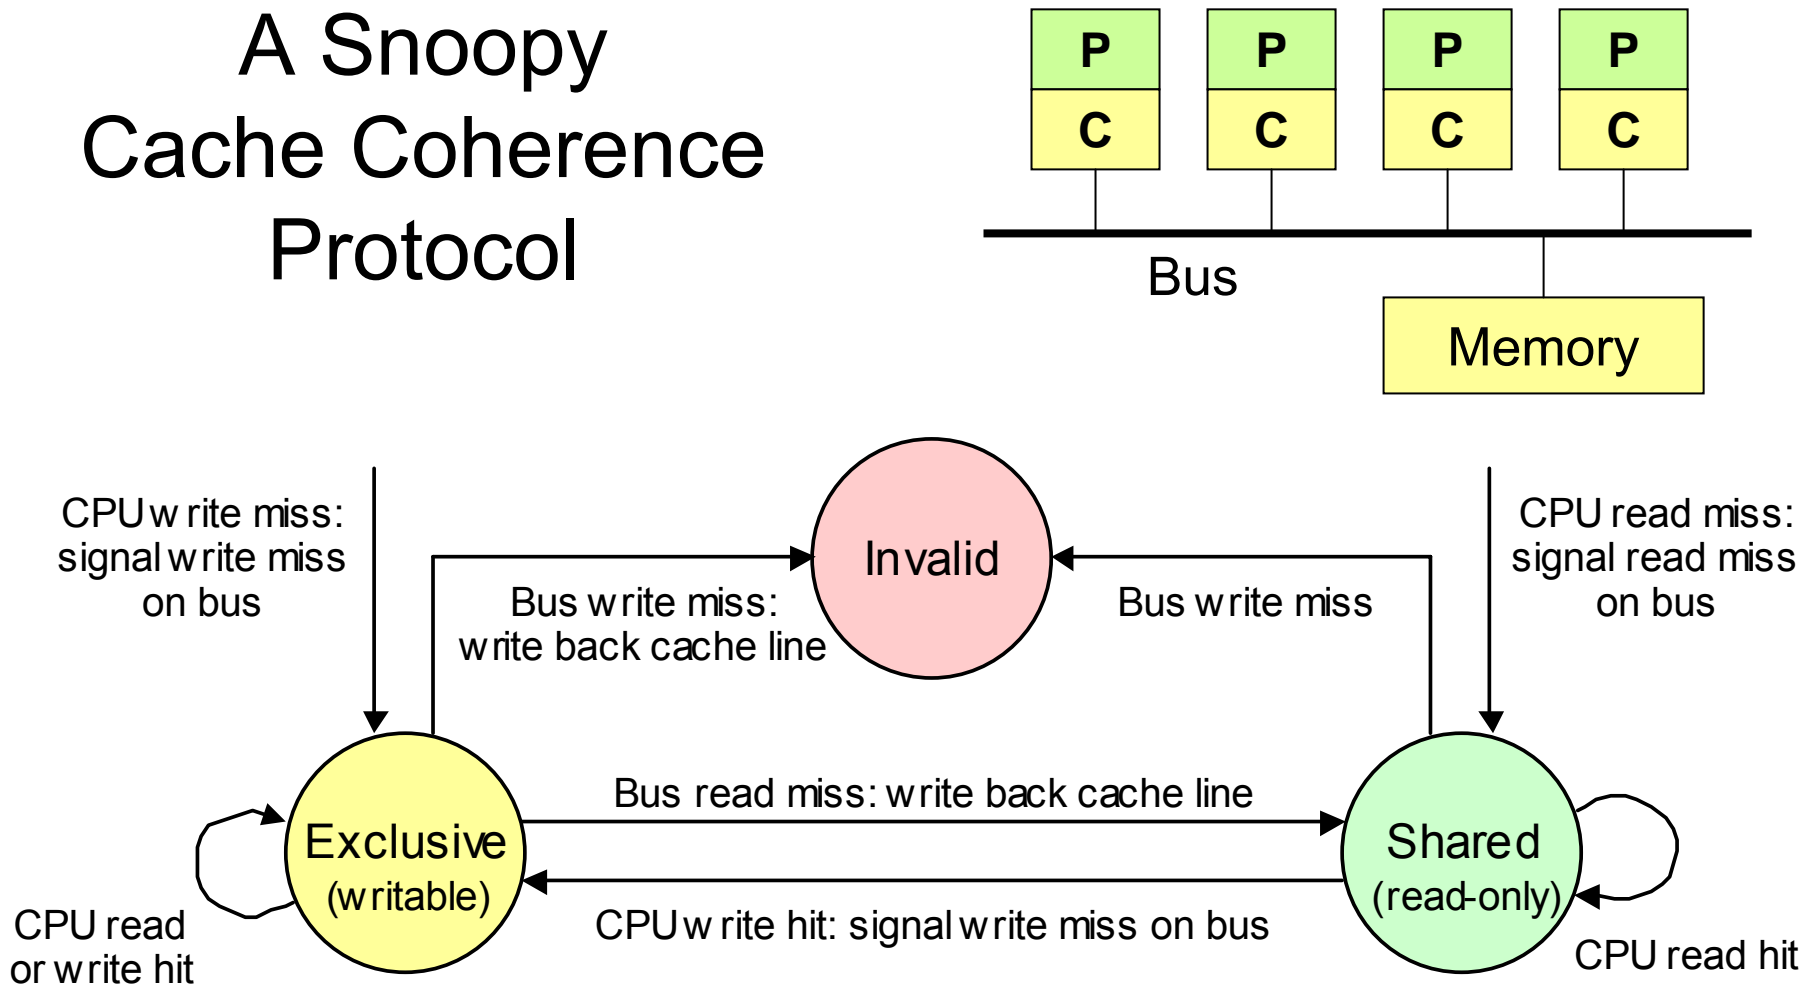 A Snoopy
Cache Coherence
Protocol
P P P P
C C C C
Bus
Memory
CPU write miss:
signal write miss
on bus
Invalid
CPU read miss:
signal read miss
on bus
Bus write miss:
write back cache line
Bus write miss
Bus read miss: write back cache line
Exclusive
(writable)
Shared
(read-only)
CPU write hit: signal write miss on bus
CPU read
or write hit
CPU read hit